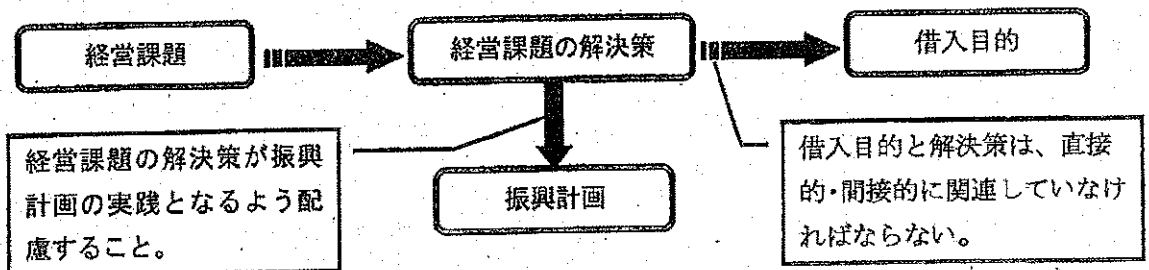 経営課題
経営課題の解決策
借入目的
経営課題の解決策が振興
計画の実践となるよう配
慮すること。
振興計画
借入目的と解決策は、直接
的・間接的に関連していなけ
ればならない。